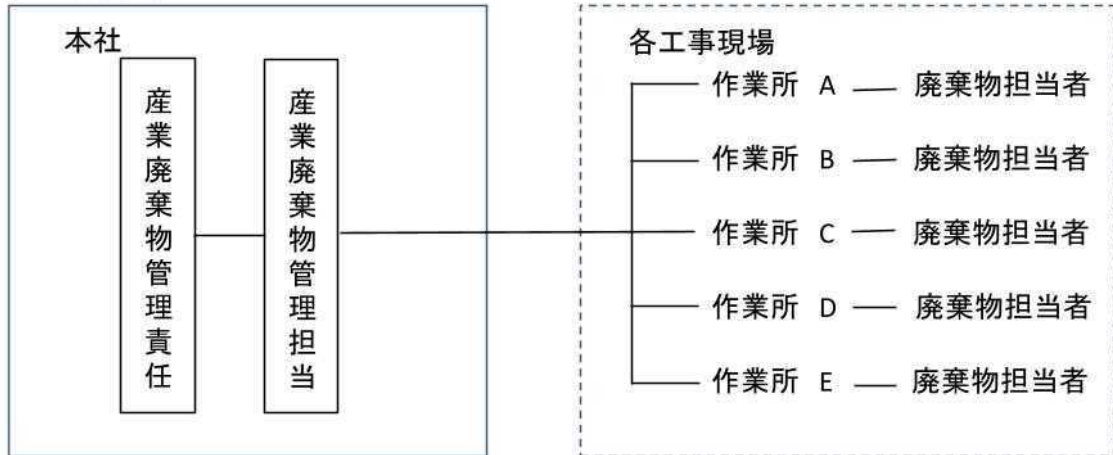 本社
産業廃棄物管理責任
産業廃棄物管理担当
各工事現場
作業所 A 廃棄物担当者
作業所 B 廃棄物担当者
作業所 C 廃棄物担当者
作業所 D 廃棄物担当者
作業所 E 廃棄物担当者